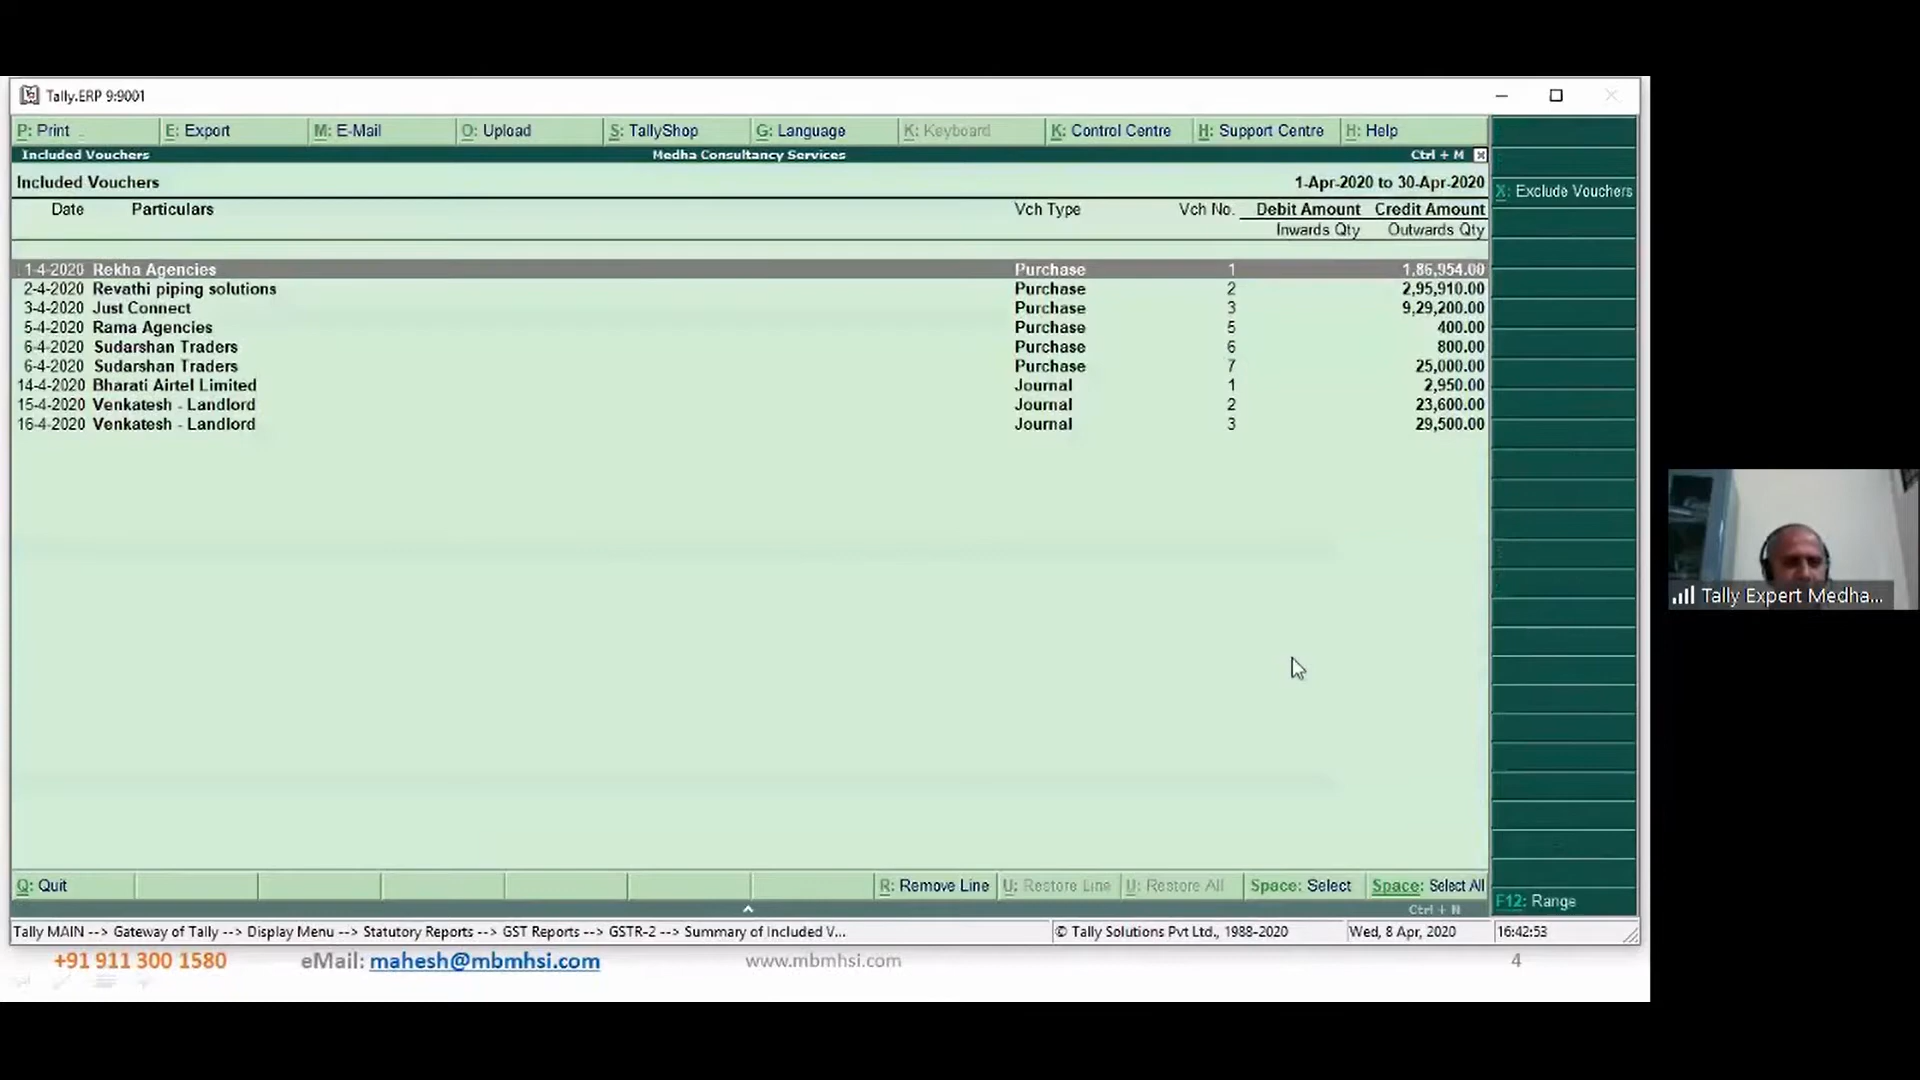 Tally.ERP 9:9001
P: Print E: Export M: E-Mail O: Upload S: TallyShop G: Language K: Keyboard K: Control Centre H: Support Centre H: Help
Included Vouchers Medha Consultancy Services Ctrl + M
Included Vouchers 1-Apr-2020 to 30-Apr-2020
X: Exclude Vouchers
Date Particulars Vch Type Vch No. Debit Amount Credit Amount
Inwards Qty Outwards Qty
1-4-2020 Rekha Agencies Purchase 1 1,86,954.00
2-4-2020 Revathi piping solutions Purchase 2 2,95,910.00
3-4-2020 Just Connect Purchase 3 9,29,200.00
5-4-2020 Rama Agencies Purchase 5 400.00
6-4-2020 Sudarshan Traders Purchase 6 800.00
6-4-2020 Sudarshan Traders Purchase 7 25,000.00
14-4-2020 Bharati Airtel Limited Journal 1 2,950.00
15-4-2020 Venkatesh - Landlord Journal 2 23,600.00
16-4-2020 Venkatesh - Landlord Journal 3 29,500.00
Tally Expert Medha...
Q: Quit R: Remove Line U: Restore Line U: Restore All Space: Select Space: Select All
F12: Range
Ctrl + N
Tally MAIN --> Gateway of Tally --> Display Menu --> Statutory Reports --> GST Reports --> GSTR-2 --> Summary of Included V... © Tally Solutions Pvt Ltd., 1988-2020 Wed, 8 Apr, 2020 16:42:53
+91 911 300 1580 eMail: mahesh@mbmhsi.com www.mbmhsi.com 4